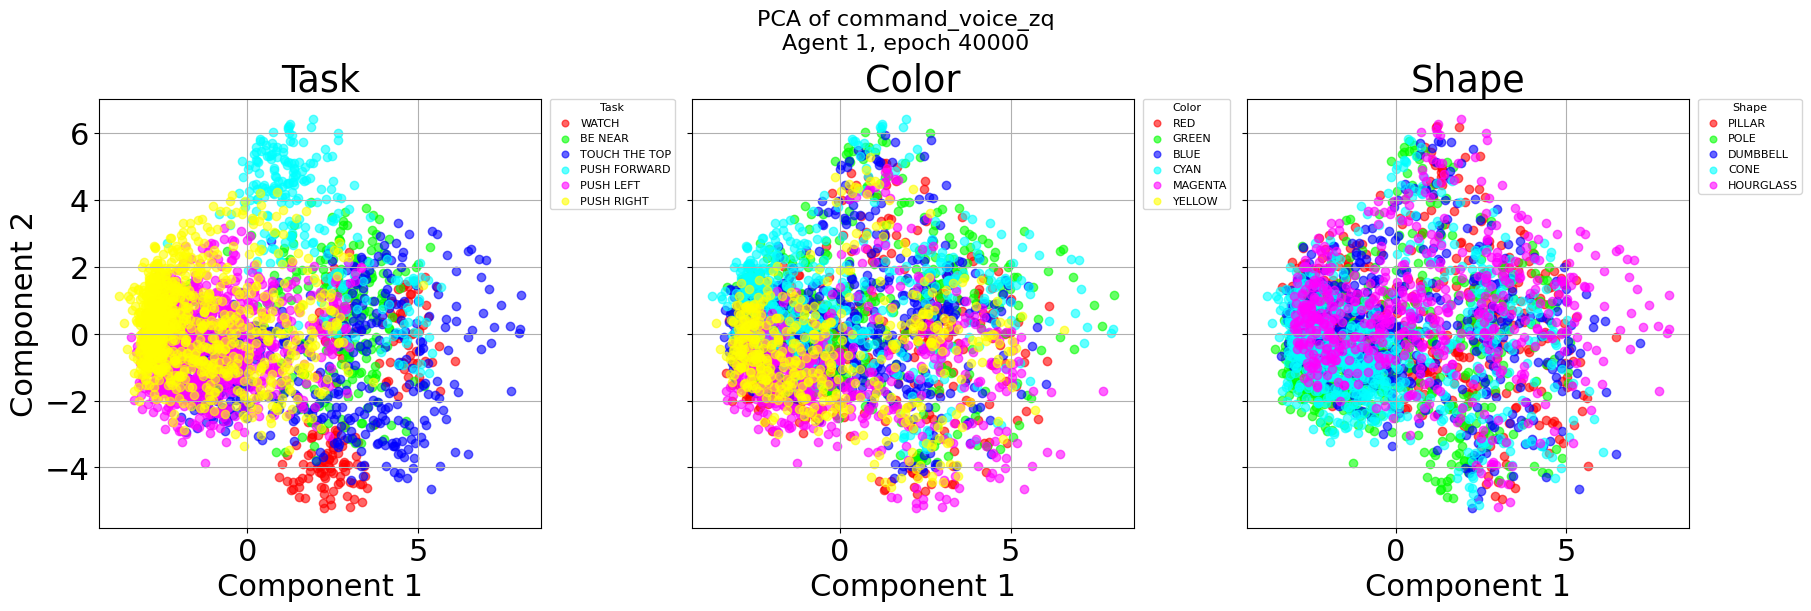 PCA of command_voice_zq
Agent 1, epoch 40000
Task
Component 2
6
4
2
0
−2
−4
0 5
Component 1
Task
WATCH
BE NEAR
TOUCH THE TOP
PUSH FORWARD
PUSH LEFT
PUSH RIGHT
Color
0 5
Component 1
Color
RED
GREEN
BLUE
CYAN
MAGENTA
YELLOW
Shape
0 5
Component 1
Shape
PILLAR
POLE
DUMBBELL
CONE
HOURGLASS